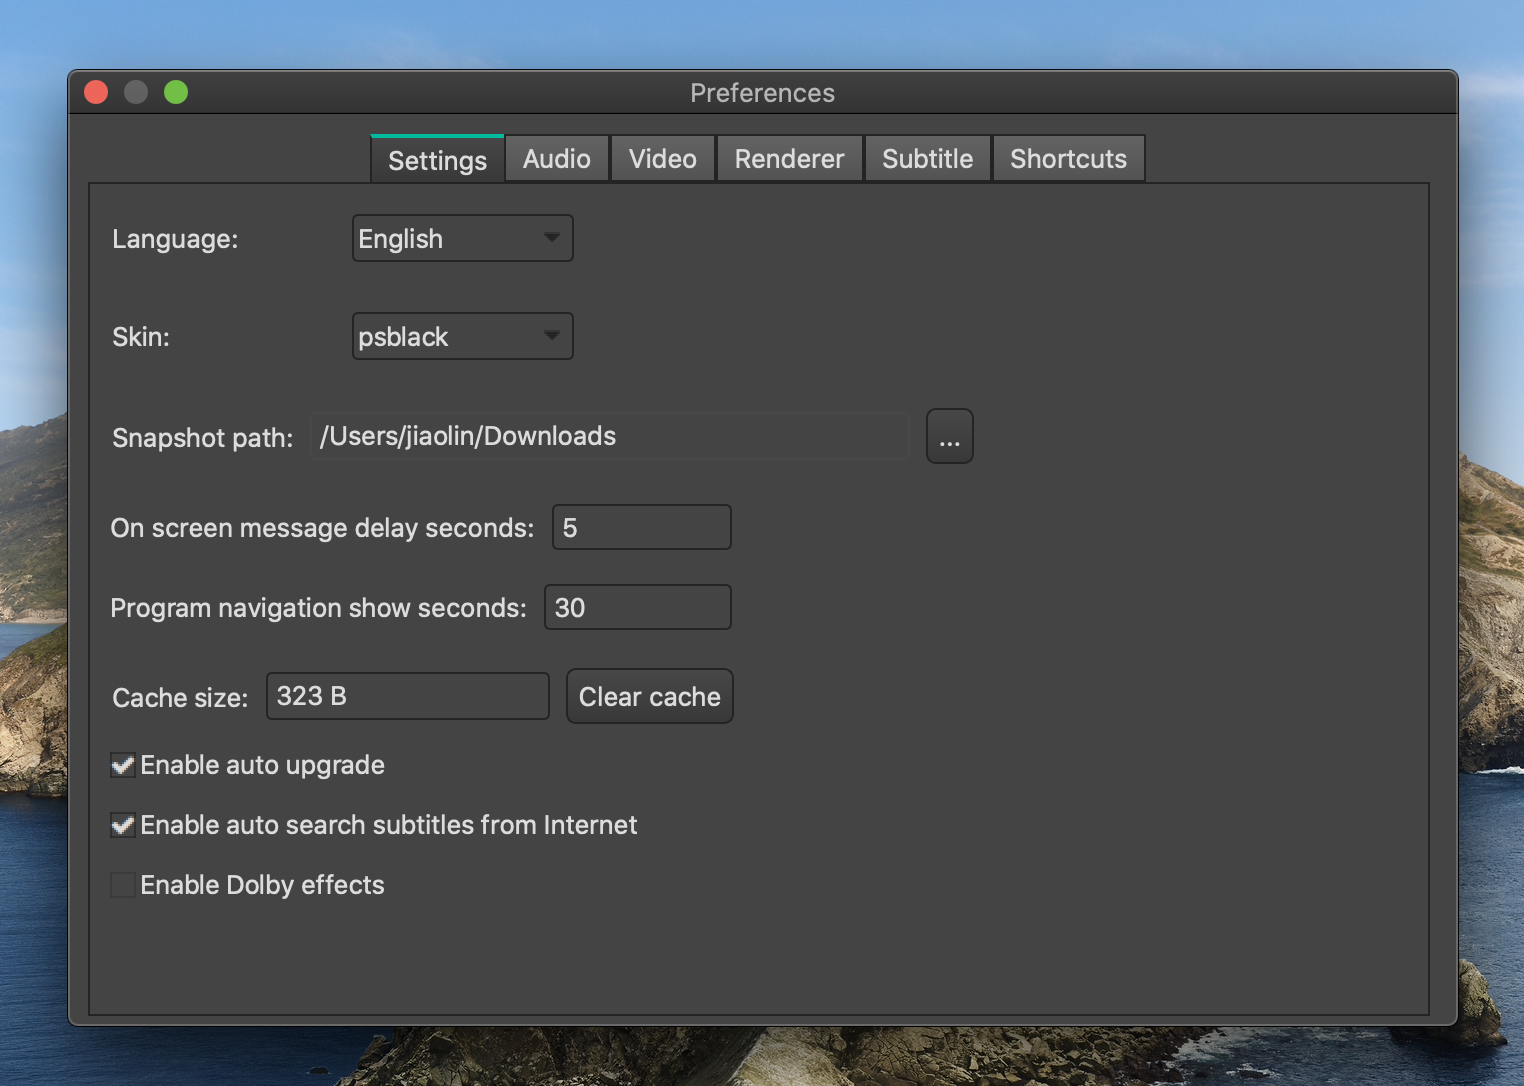 Preferences
Settings Audio Video Renderer Subtitle Shortcuts
Language: English
Skin: psblack
Snapshot path: /Users/jiaolin/Downloads ...
On screen message delay seconds: 5
Program navigation show seconds: 30
Cache size: 323 B Clear cache
Enable auto upgrade
Enable auto search subtitles from Internet
Enable Dolby effects